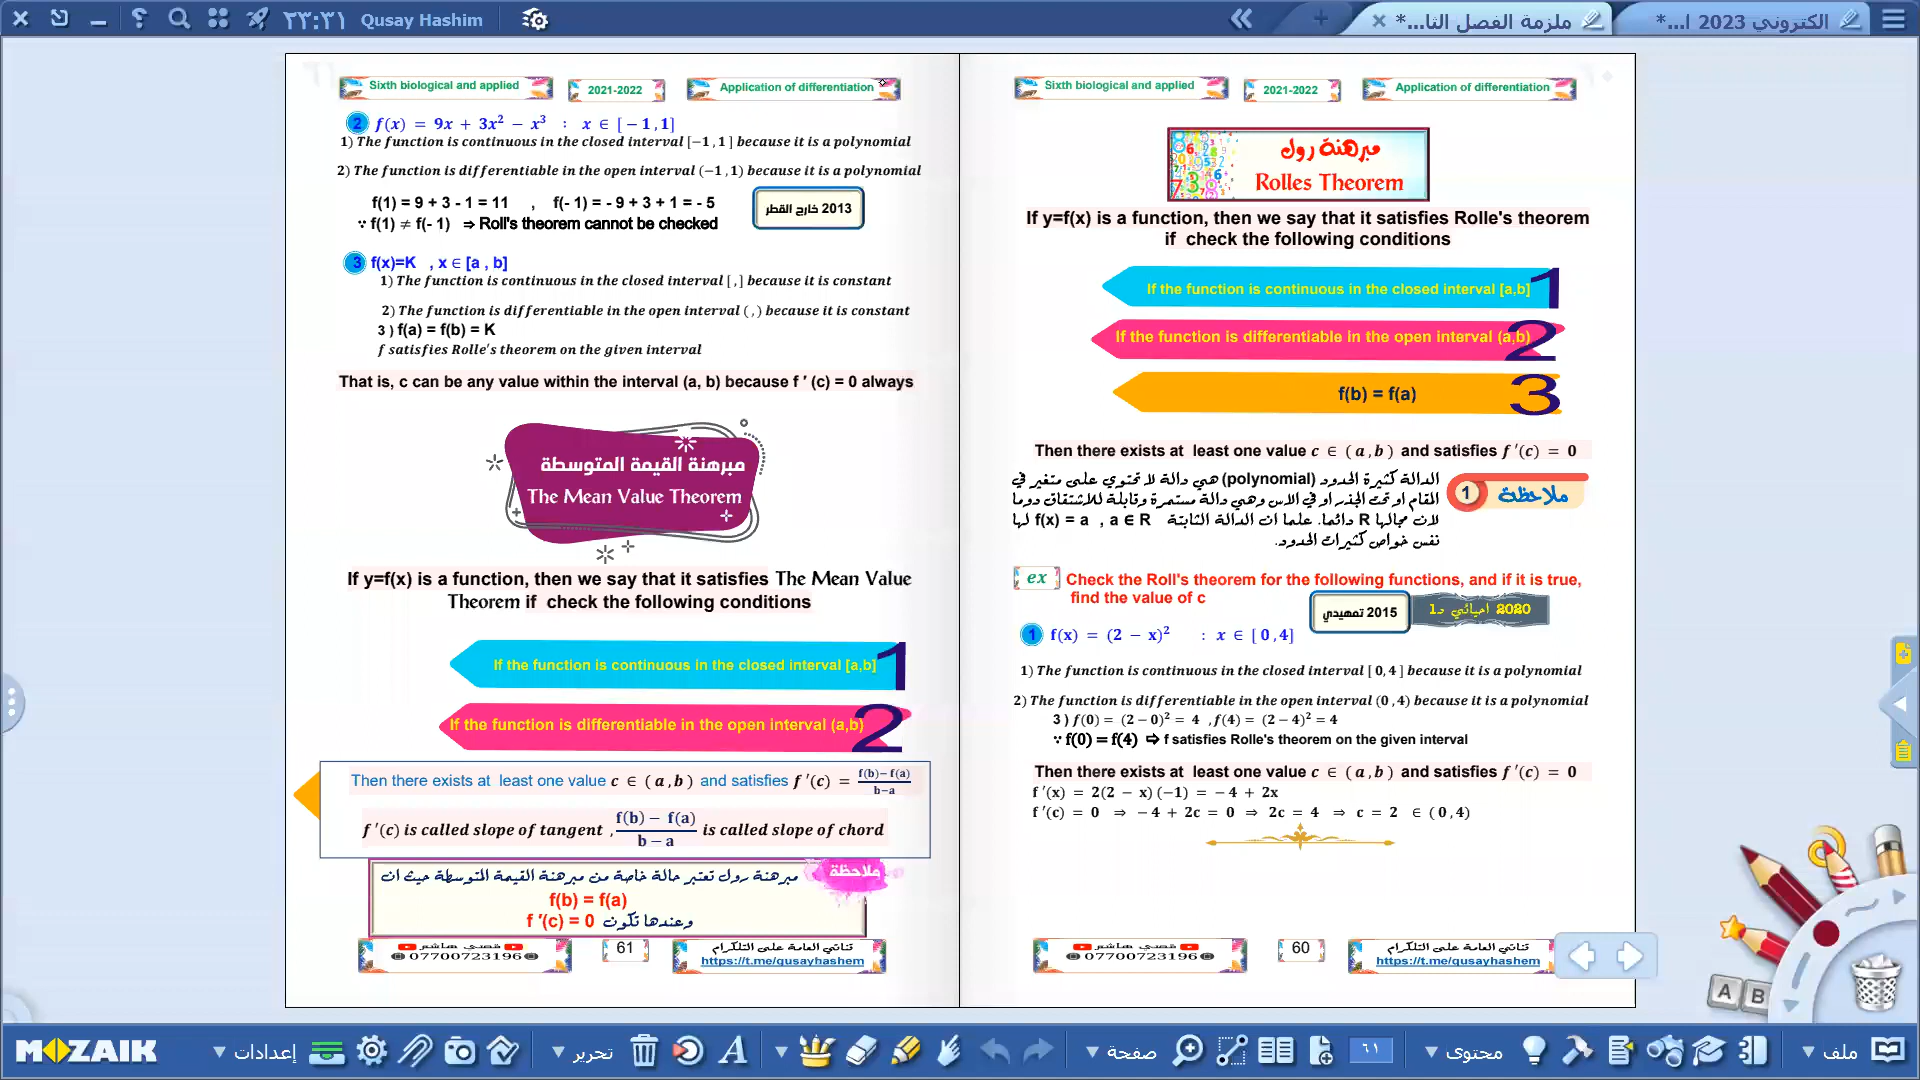 ٢٣:٣١ Qusay Hashim
ملزمة الفصل الثا...*
الكتروني 2023 ا...*
Sixth biological and applied
2021-2022
Application of differentiation
2 f(x) = 9x + 3x² − x³ : x ∈ [ − 1 , 1]
1) The function is continuous in the closed interval [−1 , 1 ] because it is a polynomial
2) The function is differentiable in the open interval (−1 , 1) because it is a polynomial
f(1) = 9 + 3 - 1 = 11 , f(- 1) = - 9 + 3 + 1 = - 5
2013 خارج القطر
∵ f(1) ≠ f(- 1) ⇒ Roll's theorem cannot be checked
3 f(x)=K , x ∈ [a , b]
1) The function is continuous in the closed interval [ , ] because it is constant
2) The function is differentiable in the open interval ( , ) because it is constant
3 ) f(a) = f(b) = K
f satisfies Rolle's theorem on the given interval
That is, c can be any value within the interval (a, b) because f ′ (c) = 0 always
مبرهنة القيمة المتوسطة
The Mean Value Theorem
If y=f(x) is a function, then we say that it satisfies The Mean Value
Theorem if check the following conditions
If the function is continuous in the closed interval [a,b] 1
If the function is differentiable in the open interval (a,b) 2
Then there exists at least one value c ∈ ( a , b ) and satisfies f ′(c) = f(b)−f(a) / b−a
f ′(c) is called slope of tangent , f(b) − f(a) / b − a is called slope of chord
ملاحظة
مبرهنة رول تعتبر حالة خاصة من مبرهنة القيمة المتوسطة حيث ان
f(b) = f(a)
وعندها تكون f ′(c) = 0
قصي هاشم
07700723196
61
قناتي العامة على التلكرام
https://t.me/qusayhashem
Sixth biological and applied
2021-2022
Application of differentiation
مبرهنة رول
Rolles Theorem
If y=f(x) is a function, then we say that it satisfies Rolle's theorem
if check the following conditions
If the function is continuous in the closed interval [a,b] 1
If the function is differentiable in the open interval (a,b) 2
f(b) = f(a) 3
Then there exists at least one value c ∈ ( a , b ) and satisfies f ′(c) = 0
ملاحظة 1
الدالة كثيرة الحدود (polynomial) هي دالة لا تحتوي على متغير في
المقام او تحت الجذر او في الاس وهي دالة مستمرة وقابلة للاشتقاق دوما
لان مجالها R دائما. علما ان الدالة الثابتة f(x) = a , a ∈ R لها
نفس خواص كثيرات الحدود.
ex Check the Roll's theorem for the following functions, and if it is true,
find the value of c
2015 تمهيدي
2020 احيائي د1
1 f(x) = (2 − x)² : x ∈ [ 0 , 4]
1) The function is continuous in the closed interval [ 0, 4 ] because it is a polynomial
2) The function is differentiable in the open interval (0 , 4) because it is a polynomial
3 ) f(0) = (2 − 0)² = 4 , f(4) = (2 − 4)² = 4
∵ f(0) = f(4) ⇨ f satisfies Rolle's theorem on the given interval
Then there exists at least one value c ∈ ( a , b ) and satisfies f ′(c) = 0
f ′(x) = 2(2 − x) (−1) = − 4 + 2x
f ′(c) = 0 ⇒ − 4 + 2c = 0 ⇒ 2c = 4 ⇒ c = 2 ∈ ( 0 , 4)
قصي هاشم
07700723196
60
قناتي العامة على التلكرام
https://t.me/qusayhashem
A B
MOZAIK
إعدادات
تحرير
صفحة
٦١
محتوى
ملف